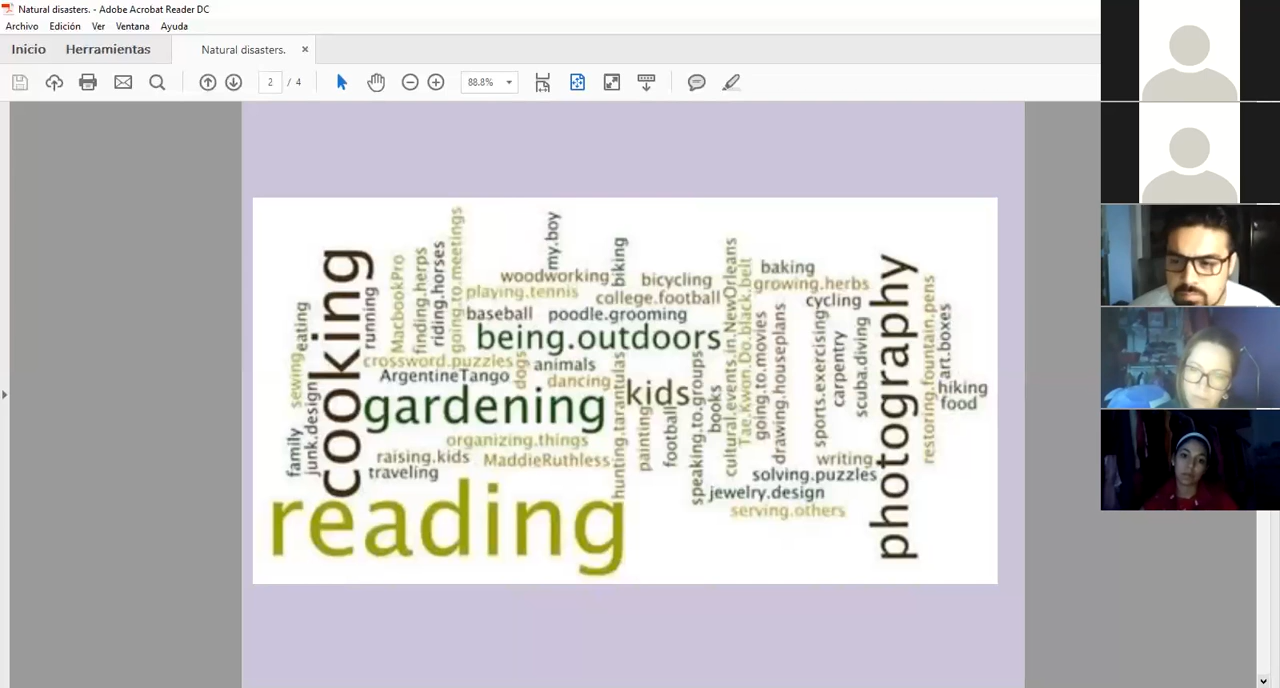 Natural disasters. - Adobe Acrobat Reader DC
Archivo Edición Ver Ventana Ayuda
Inicio Herramientas Natural disasters. ×
2 / 4 88.8%
cooking
eating
sewing
family
junk.design
running
MacbookPro
finding.herps
riding.horses
going.to.meetings
my.boy
biking
woodworking
bicycling
playing.tennis
college.football
baseball
poodle.grooming
being.outdoors
crossword.puzzles
dogs
animals
ArgentineTango
dancing
kids
gardening
hunting.tarantulas
painting
football
organizing.things
raising.kids
MaddieRuthless
traveling
reading
speaking.to.groups
books
cultural.events.in.NewOrleans
Tae.Kwon.Do.black.belt
going.to.movies
drawing.houseplans
baking
growing.herbs
cycling
sports.exercising
carpentry
scuba.diving
writing
solving.puzzles
jewelry.design
serving.others
photography
restoring.fountain.pens
art.boxes
hiking
food